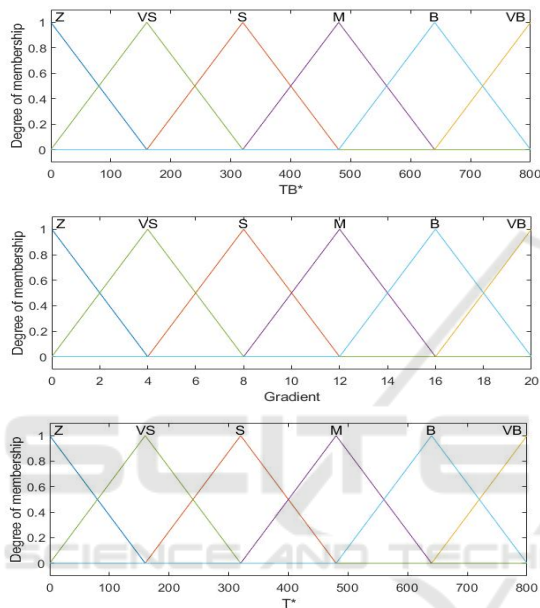 Z VS S M B VB
Degree of membership
1
0.8
0.6
0.4
0.2
0
0 100 200 300 400 500 600 700 800
TB*
Z VS S M B VB
Degree of membership
1
0.8
0.6
0.4
0.2
0
0 2 4 6 8 10 12 14 16 18 20
Gradient
Z VS S M B VB
Degree of membership
1
0.8
0.6
0.4
0.2
0
0 100 200 300 400 500 600 700 800
T*
SCITE
SCIENCE AND TECH